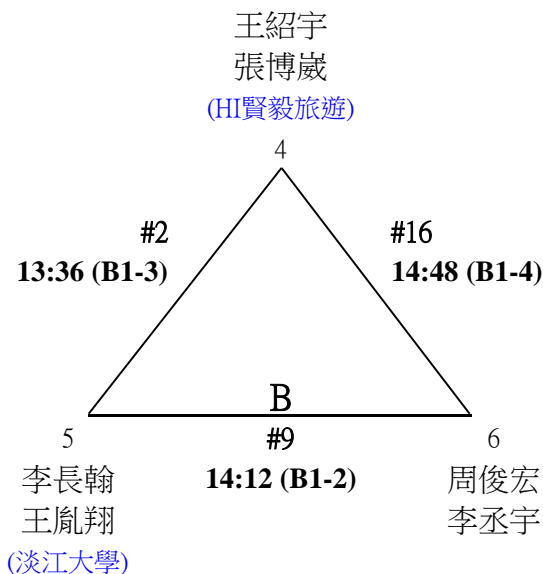 王紹宇
張博崴
(HI賢毅旅遊)
4
#2
#16
13:36 (B1-3)
14:48 (B1-4)
B
5
#9
6
李長翰
14:12 (B1-2)
周俊宏
王胤翔
李丞宇
(淡江大學)